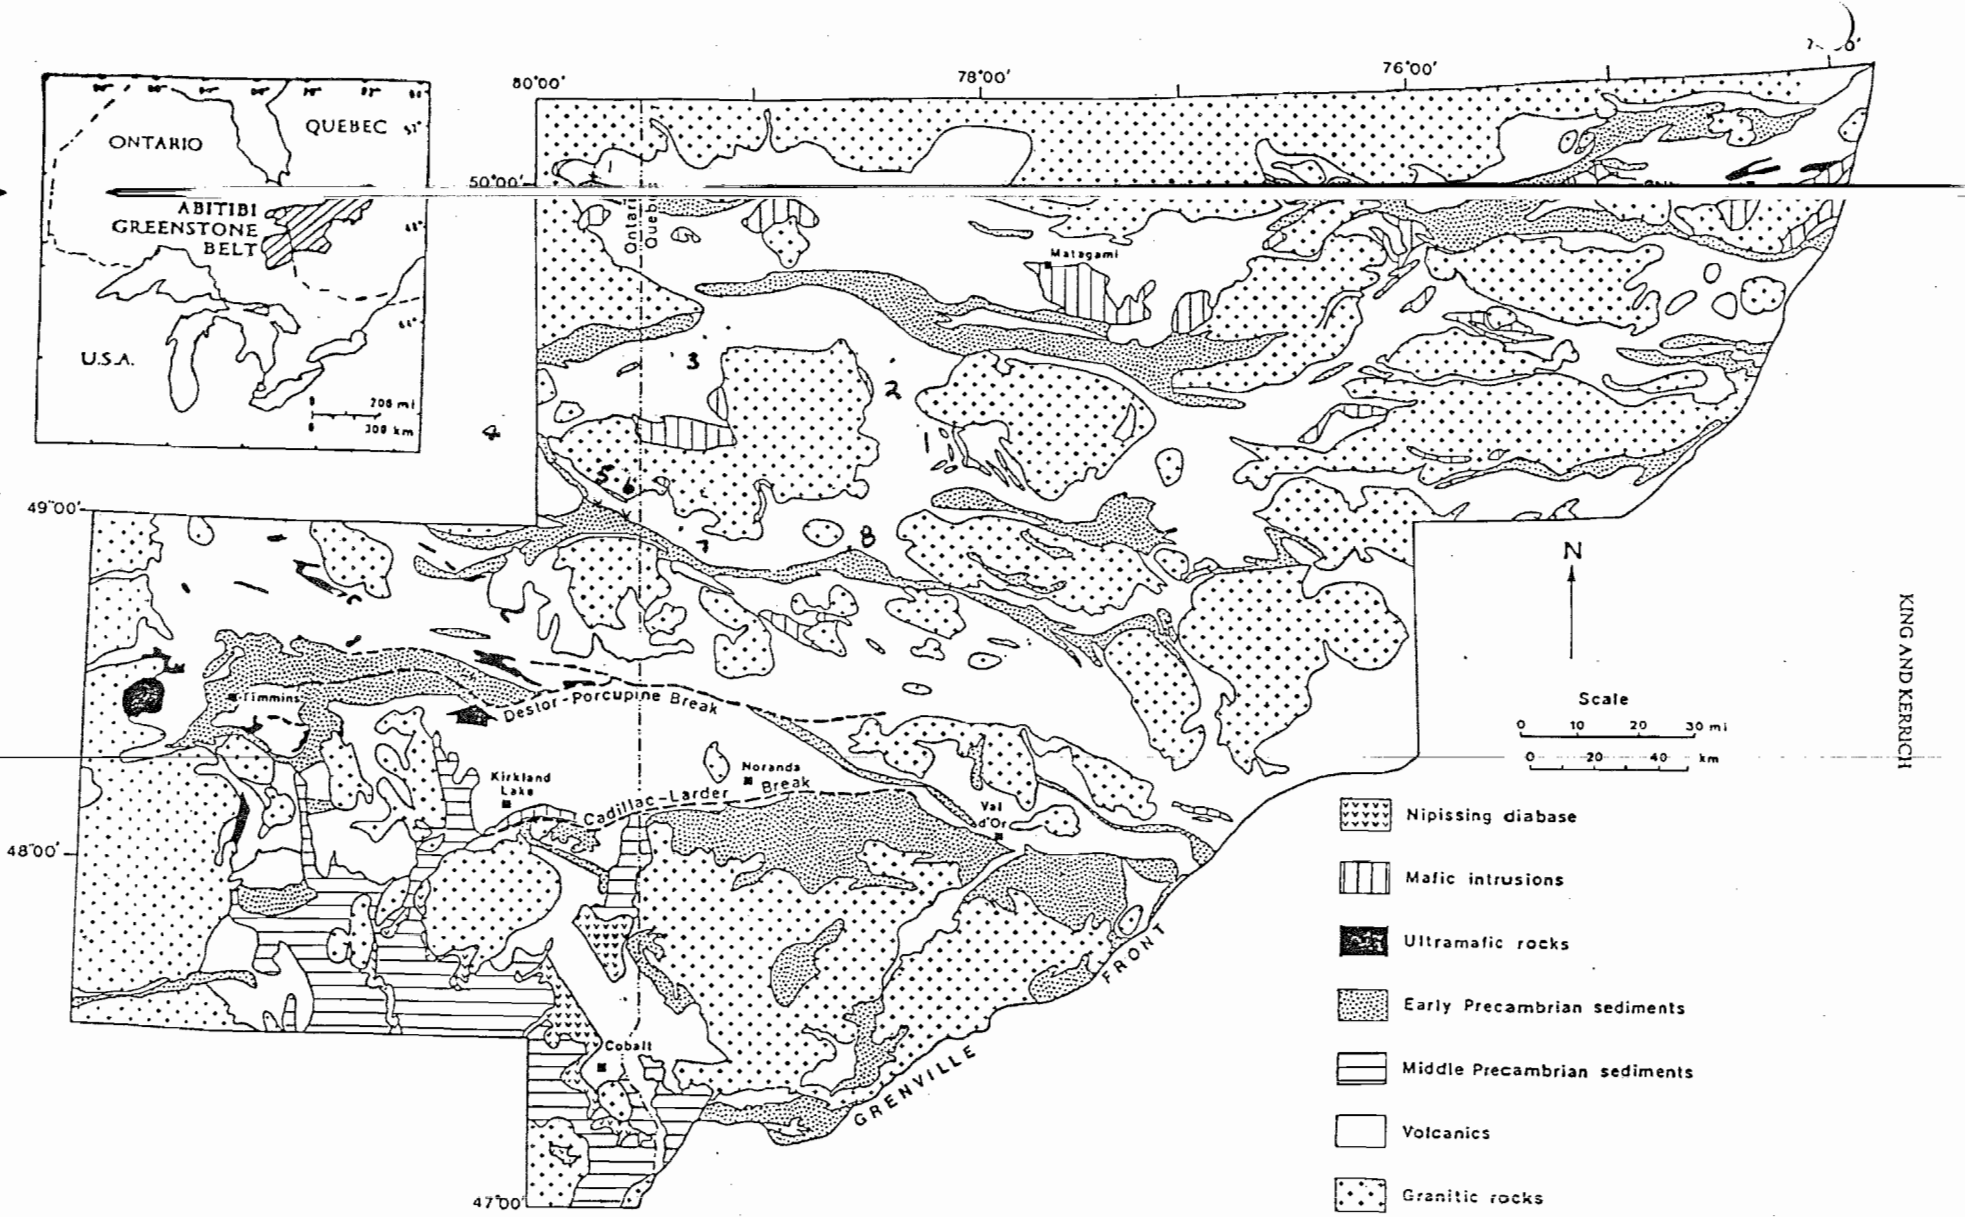 80°00'
78°00'
76°00'
ONTARIO
QUEBEC
ABITIBI
GREENSTONE
BELT
U.S.A.
0 200 mi
0 300 km
50°00'
Ontario
Quebec
Matagami
3
2
1
4
5 6
7
8
49°00'
N
Timmins
Destor-Porcupine Break
Scale
0 10 20 30 mi
0 20 40 km
Kirkland
Lake
Noranda
Cadillac-Larder Break
Val
d'Or
48°00'
Cobalt
GRENVILLE FRONT
47°00'
Nipissing diabase
Mafic intrusions
Ultramafic rocks
Early Precambrian sediments
Middle Precambrian sediments
Volcanics
Granitic rocks
KING AND KERRICH